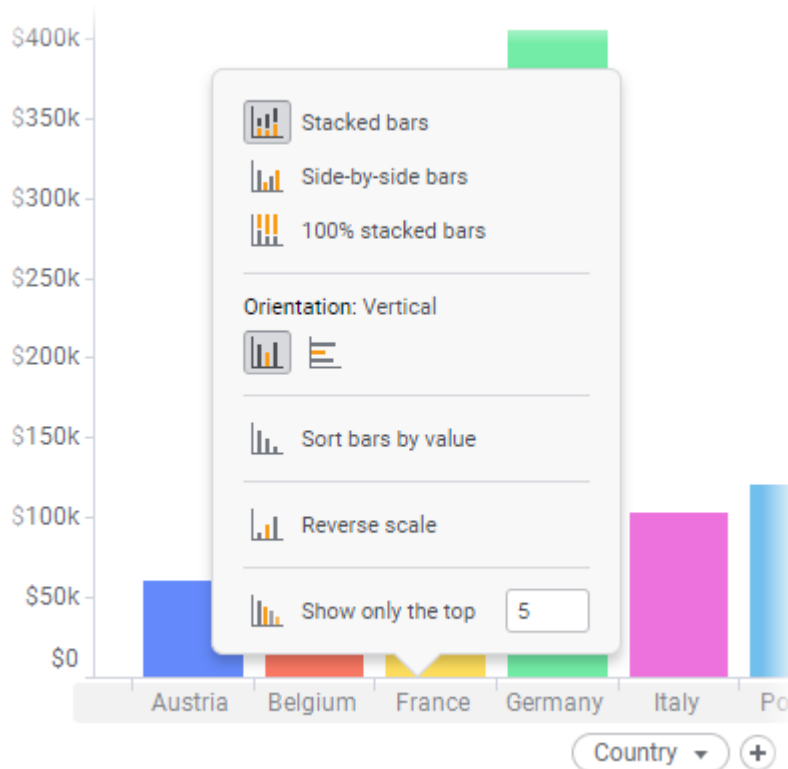 $400k
$350k
$300k
$250k
$200k
$150k
$100k
$50k
$0
Stacked bars
Side-by-side bars
100% stacked bars
Orientation: Vertical
Sort bars by value
Reverse scale
Show only the top 5
Austria Belgium France Germany Italy Po
Country +